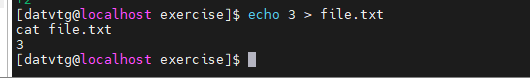 [datvtg@localhost exercise]$ echo 3 > file.txt
cat file.txt
3
[datvtg@localhost exercise]$